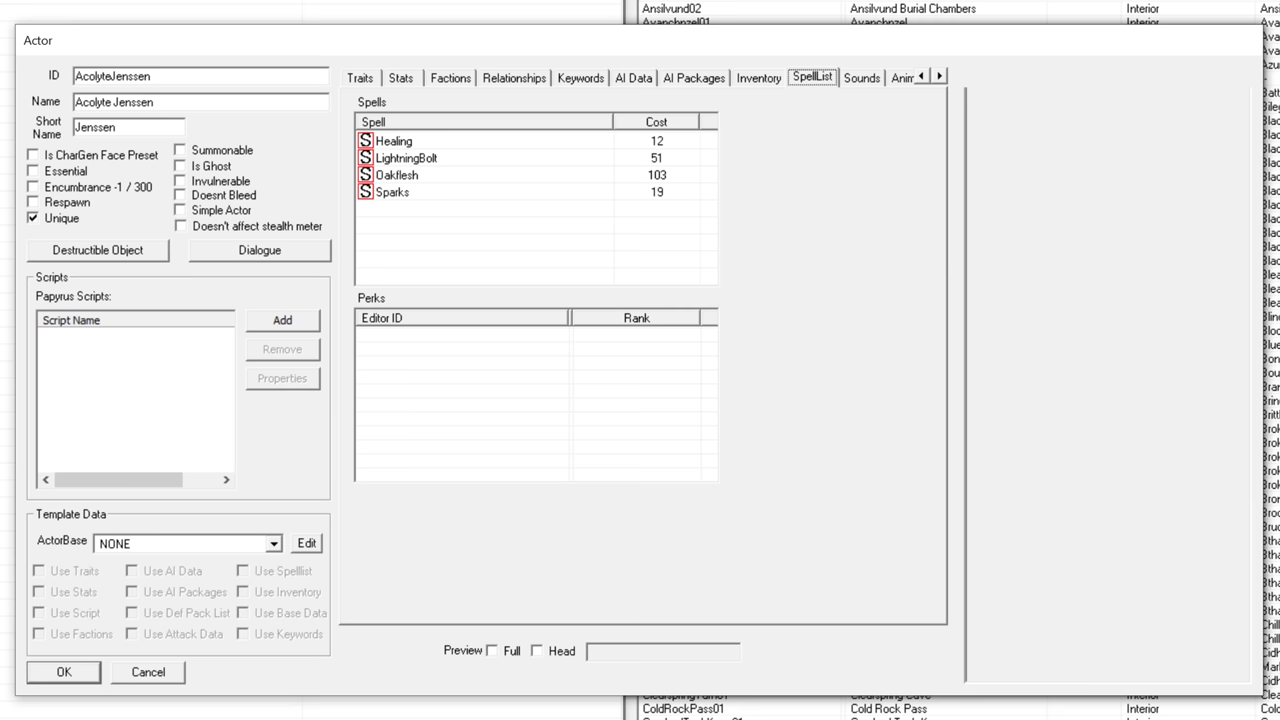 Ansilvund02 Ansilvund Burial Chambers Interior
Actor
ID AcolyteJenssen
Name Acolyte Jenssen
Short Name Jenssen
Is CharGen Face Preset
Essential
Encumbrance -1 / 300
Respawn
Unique
Summonable
Is Ghost
Invulnerable
Doesnt Bleed
Simple Actor
Doesn't affect stealth meter
Destructible Object Dialogue
Scripts
Papyrus Scripts:
Script Name
Add
Remove
Properties
Template Data
ActorBase NONE Edit
Use Traits Use AI Data Use Spelllist
Use Stats Use AI Packages Use Inventory
Use Script Use Def Pack List Use Base Data
Use Factions Use Attack Data Use Keywords
OK Cancel
Traits Stats Factions Relationships Keywords AI Data AI Packages Inventory SpellList Sounds Anim
Spells
Spell Cost
Healing 12
LightningBolt 51
Oakflesh 103
Sparks 19
Perks
Editor ID Rank
Preview Full Head
ColdRockPass01 Cold Rock Pass Interior